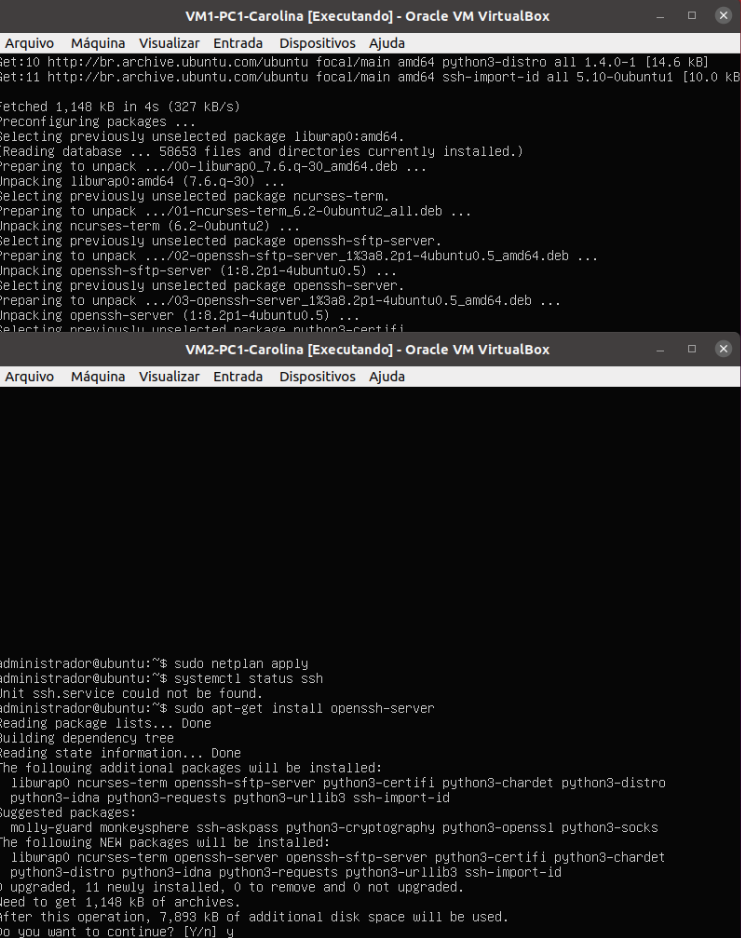 VM1-PC1-Carolina [Executando] - Oracle VM VirtualBox
Arquivo Máquina Visualizar Entrada Dispositivos Ajuda
Get:10 http://br.archive.ubuntu.com/ubuntu focal/main amd64 python3-distro all 1.4.0-1 [14.6 kB]
Get:11 http://br.archive.ubuntu.com/ubuntu focal/main amd64 ssh-import-id all 5.10-0ubuntu1 [10.0 kB
Fetched 1,148 kB in 4s (327 kB/s)
Preconfiguring packages ...
Selecting previously unselected package libwrap0:amd64.
(Reading database ... 58653 files and directories currently installed.)
Preparing to unpack .../00-libwrap0_7.6.q-30_amd64.deb ...
Unpacking libwrap0:amd64 (7.6.q-30) ...
Selecting previously unselected package ncurses-term.
Preparing to unpack .../01-ncurses-term_6.2-0ubuntu2_all.deb ...
Unpacking ncurses-term (6.2-0ubuntu2) ...
Selecting previously unselected package openssh-sftp-server.
Preparing to unpack .../02-openssh-sftp-server_1%3a8.2p1-4ubuntu0.5_amd64.deb ...
Unpacking openssh-sftp-server (1:8.2p1-4ubuntu0.5) ...
Selecting previously unselected package openssh-server.
Preparing to unpack .../03-openssh-server_1%3a8.2p1-4ubuntu0.5_amd64.deb ...
Unpacking openssh-server (1:8.2p1-4ubuntu0.5) ...
Selecting previously unselected package python3-certifi
VM2-PC1-Carolina [Executando] - Oracle VM VirtualBox
Arquivo Máquina Visualizar Entrada Dispositivos Ajuda
administrador@ubuntu:~$ sudo netplan apply
administrador@ubuntu:~$ systemctl status ssh
Unit ssh.service could not be found.
administrador@ubuntu:~$ sudo apt-get install openssh-server
Reading package lists... Done
Building dependency tree
Reading state information... Done
The following additional packages will be installed:
libwrap0 ncurses-term openssh-sftp-server python3-certifi python3-chardet python3-distro
python3-idna python3-requests python3-urllib3 ssh-import-id
Suggested packages:
molly-guard monkeysphere ssh-askpass python3-cryptography python3-openssl python3-socks
The following NEW packages will be installed:
libwrap0 ncurses-term openssh-server openssh-sftp-server python3-certifi python3-chardet
python3-distro python3-idna python3-requests python3-urllib3 ssh-import-id
0 upgraded, 11 newly installed, 0 to remove and 0 not upgraded.
Need to get 1,148 kB of archives.
After this operation, 7,893 kB of additional disk space will be used.
Do you want to continue? [Y/n] y